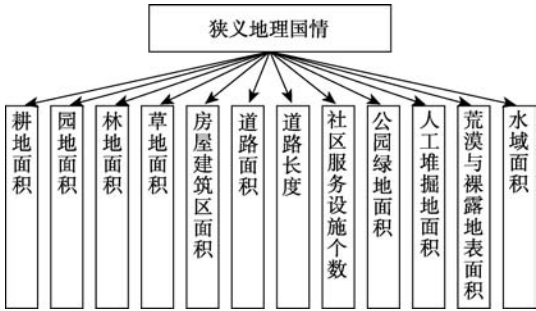 狭义地理国情
耕地面积
园地面积
林地面积
草地面积
房屋建筑区面积
道路面积
道路长度
社区服务设施个数
公园绿地面积
人工堆掘地面积
荒漠与裸露地表面积
水域面积